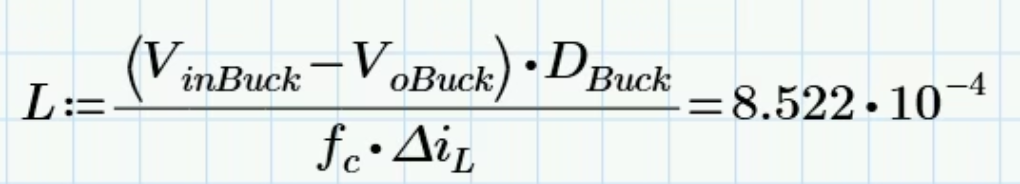 L := (V_inBuck − V_oBuck) · D_Buck / f_c · Δi_L = 8.522 · 10^−4